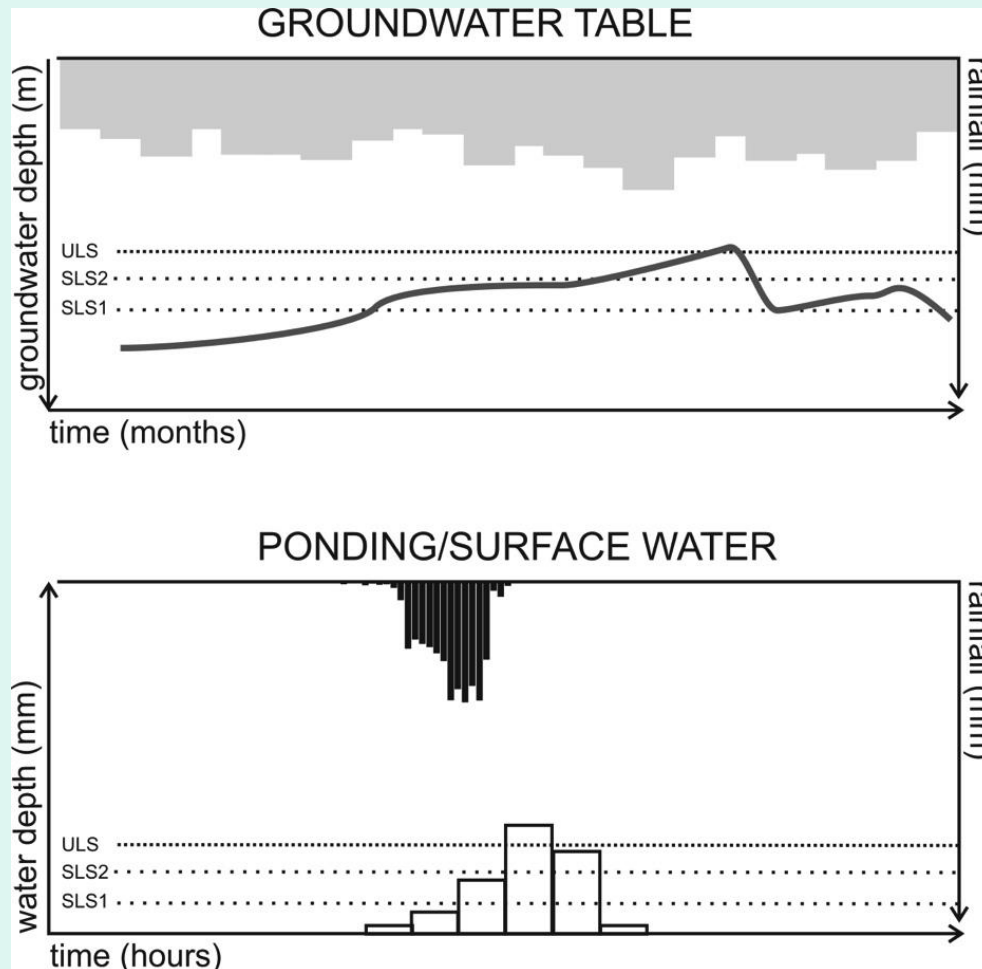 GROUNDWATER TABLE
groundwater depth (m)
rainfall (mm)
ULS
SLS2
SLS1
time (months)
PONDING/SURFACE WATER
water depth (mm)
rainfall (mm)
ULS
SLS2
SLS1
time (hours)